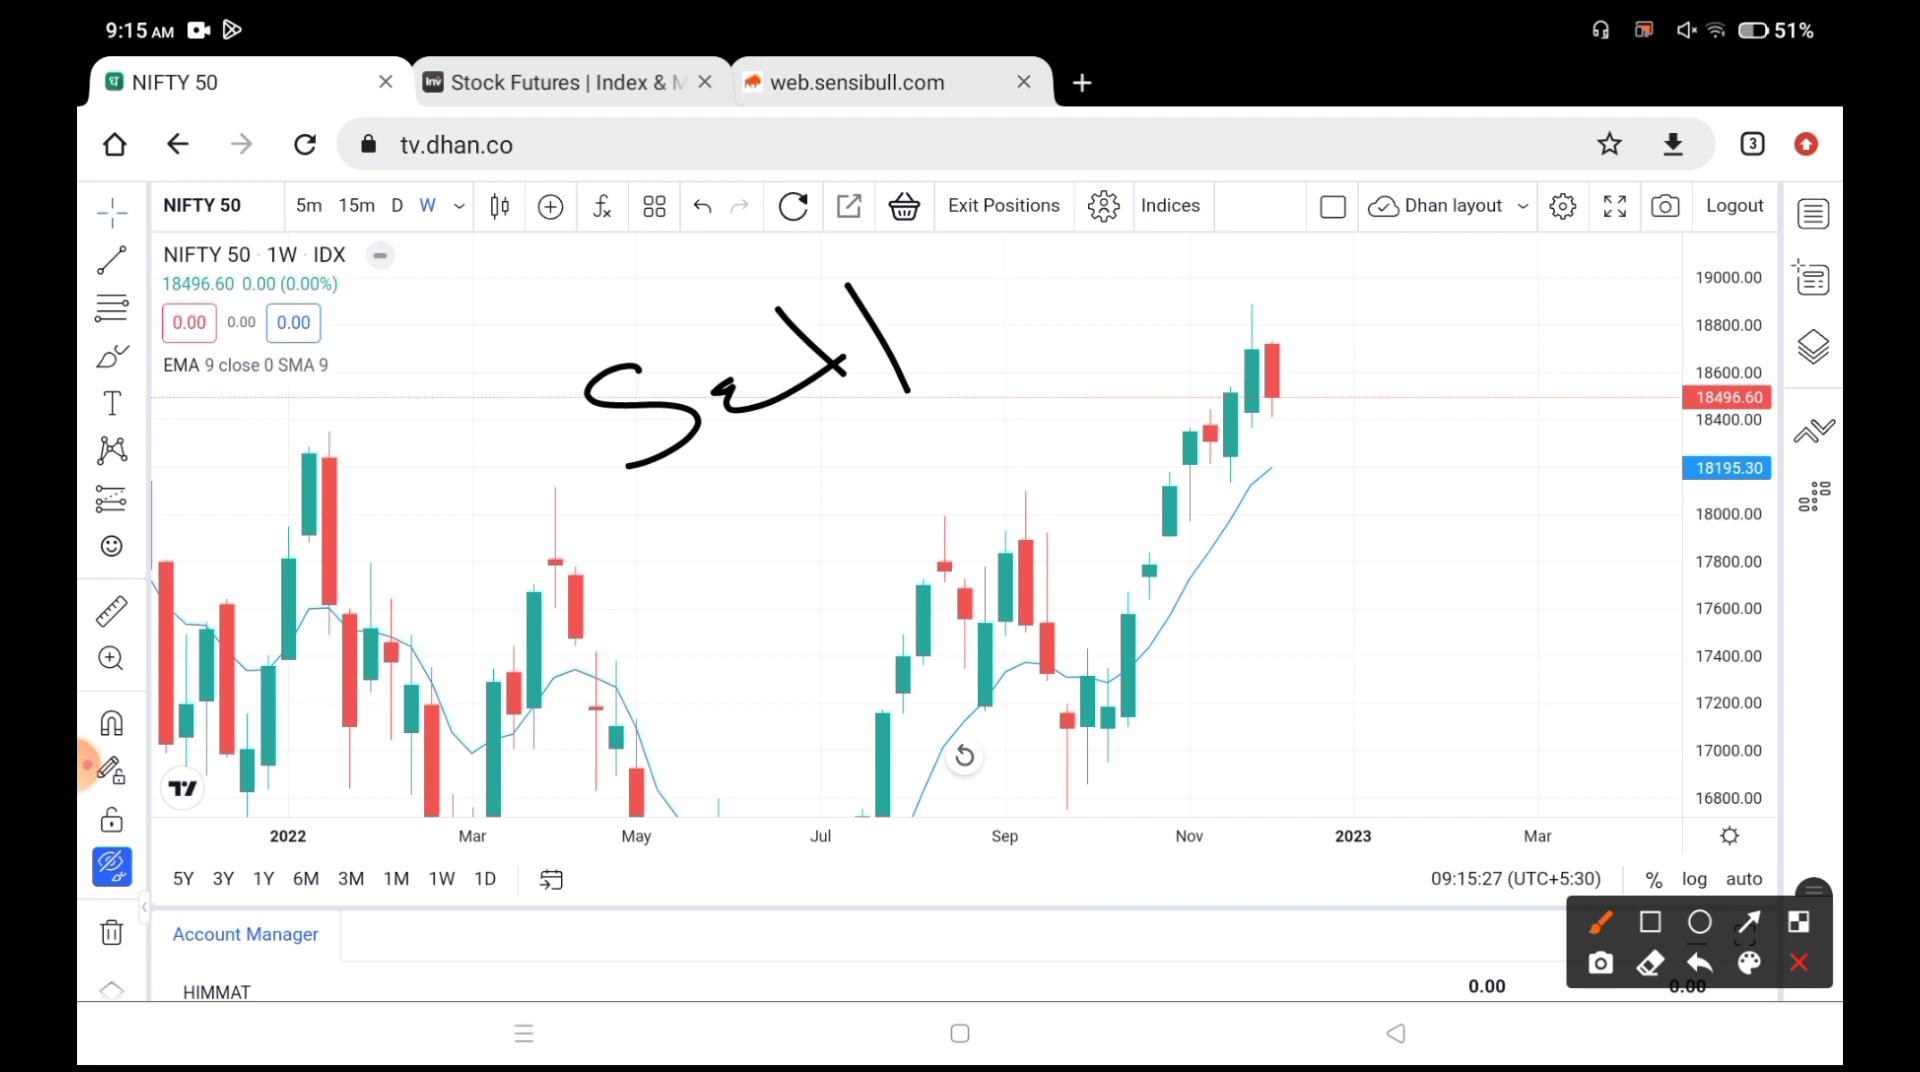 9:15 AM 51%
NIFTY 50 Stock Futures | Index & M web.sensibull.com
tv.dhan.co 3
NIFTY 50 5m 15m D W fx Exit Positions Indices Dhan layout Logout
NIFTY 50 · 1W · IDX
18496.60 0.00 (0.00%)
0.00 0.00 0.00
EMA 9 close 0 SMA 9
19000.00
18800.00
18600.00
18496.60
18400.00
18195.30
18000.00
17800.00
17600.00
17400.00
17200.00
17000.00
16800.00
2022 Mar May Jul Sep Nov 2023 Mar
5Y 3Y 1Y 6M 3M 1M 1W 1D 09:15:27 (UTC+5:30) % log auto
Account Manager
HIMMAT 0.00 0.00